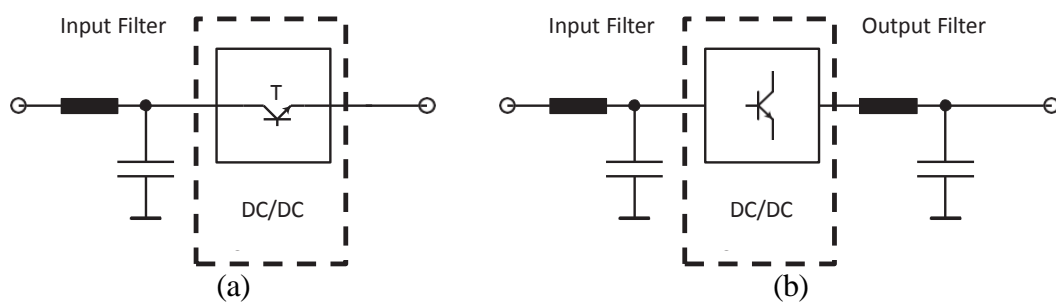 Input Filter
T
DC/DC
(a)
Input Filter
Output Filter
DC/DC
(b)